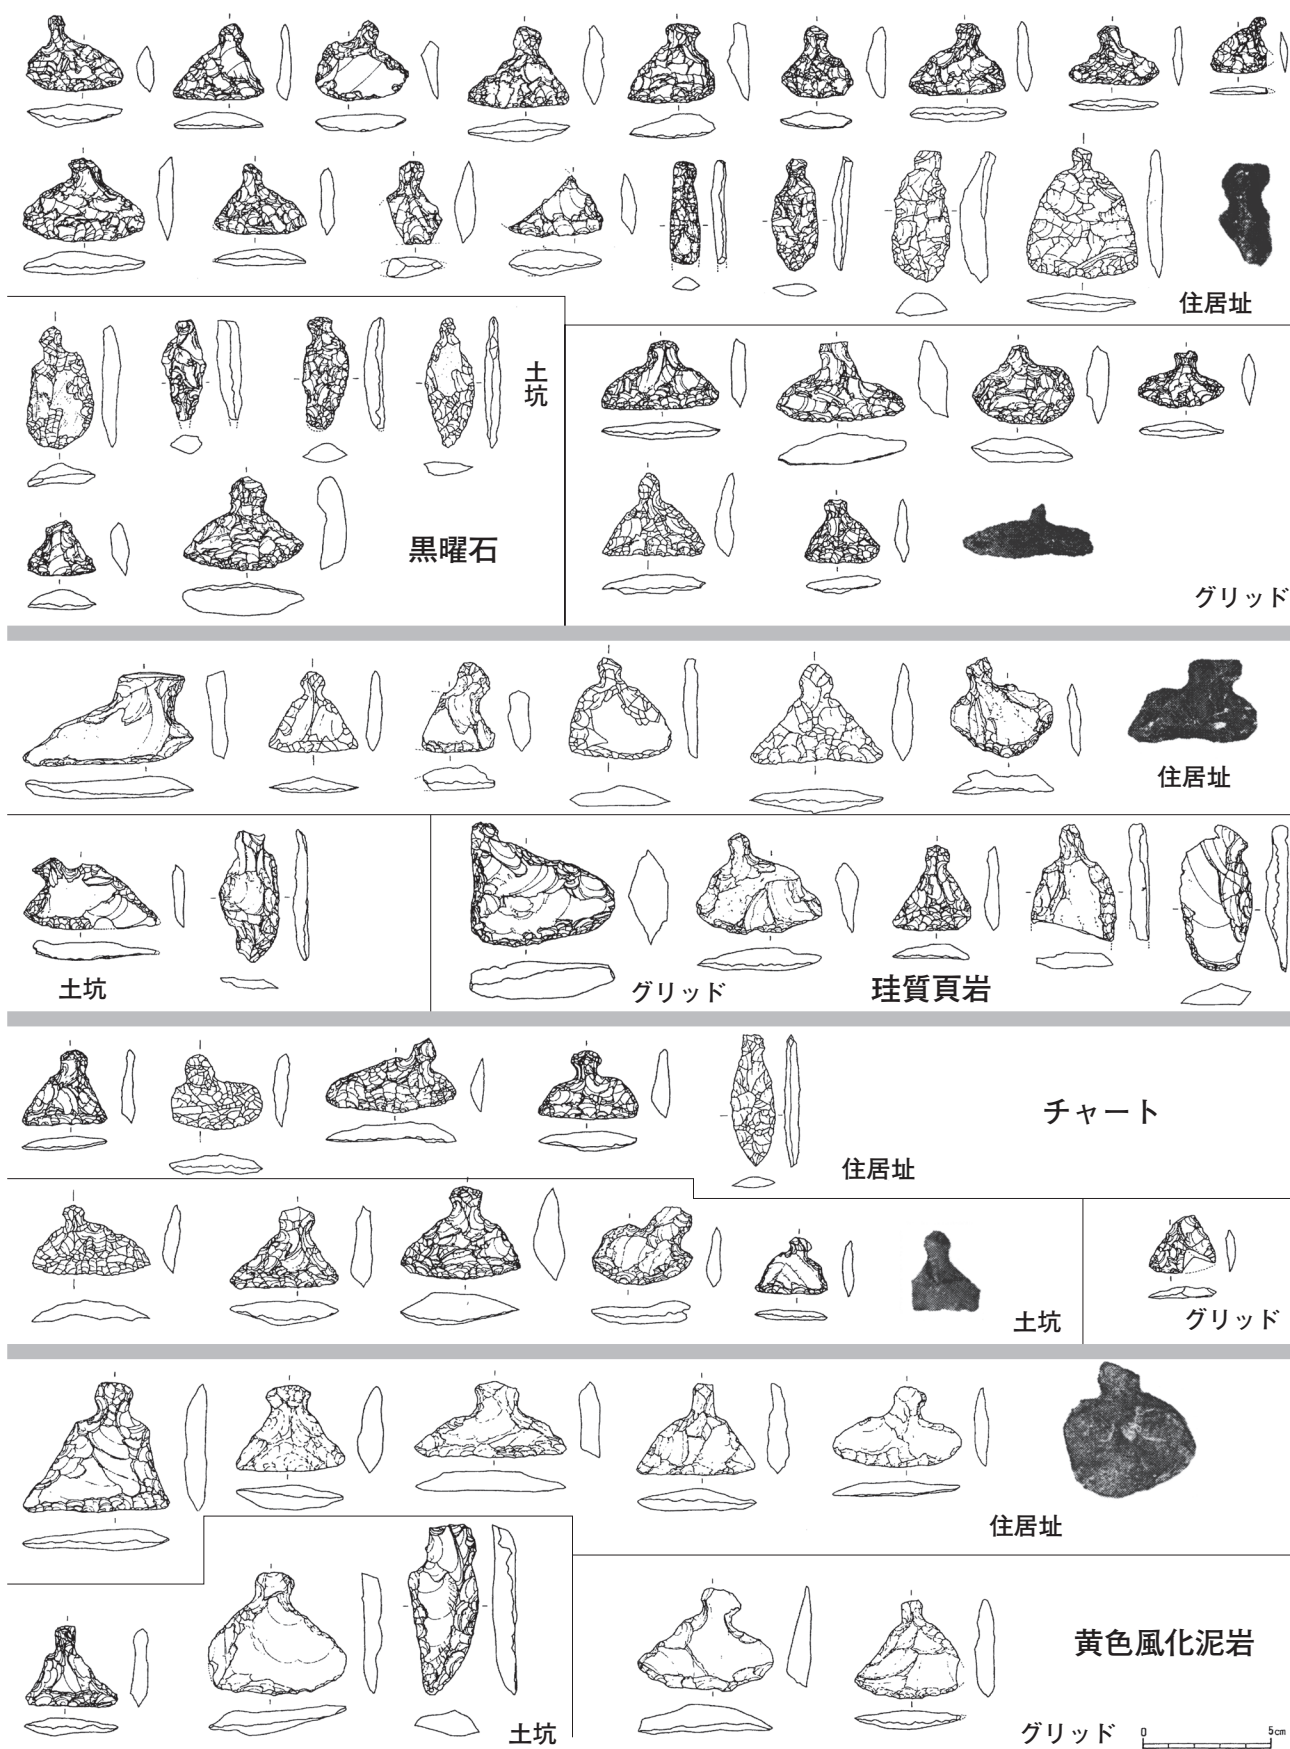 住居址
土坑
黒曜石
グリッド
住居址
土坑
グリッド
珪質頁岩
チャート
住居址
土坑
グリッド
住居址
黄色風化泥岩
土坑
グリッド
0 5cm